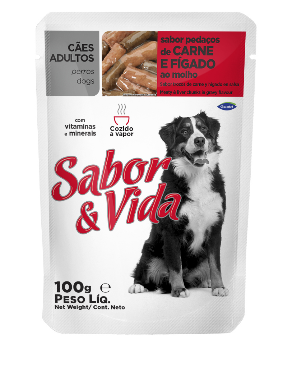 CÃES
ADULTOS
perros
dogs
sabor pedaços
de CARNE
E FÍGADO
ao molho
com
vitaminas
e minerais
Cozido
à vapor
Sabor
& Vida
100g ℮
PESO LÍQ.
Net Weight/ Cont. Neto